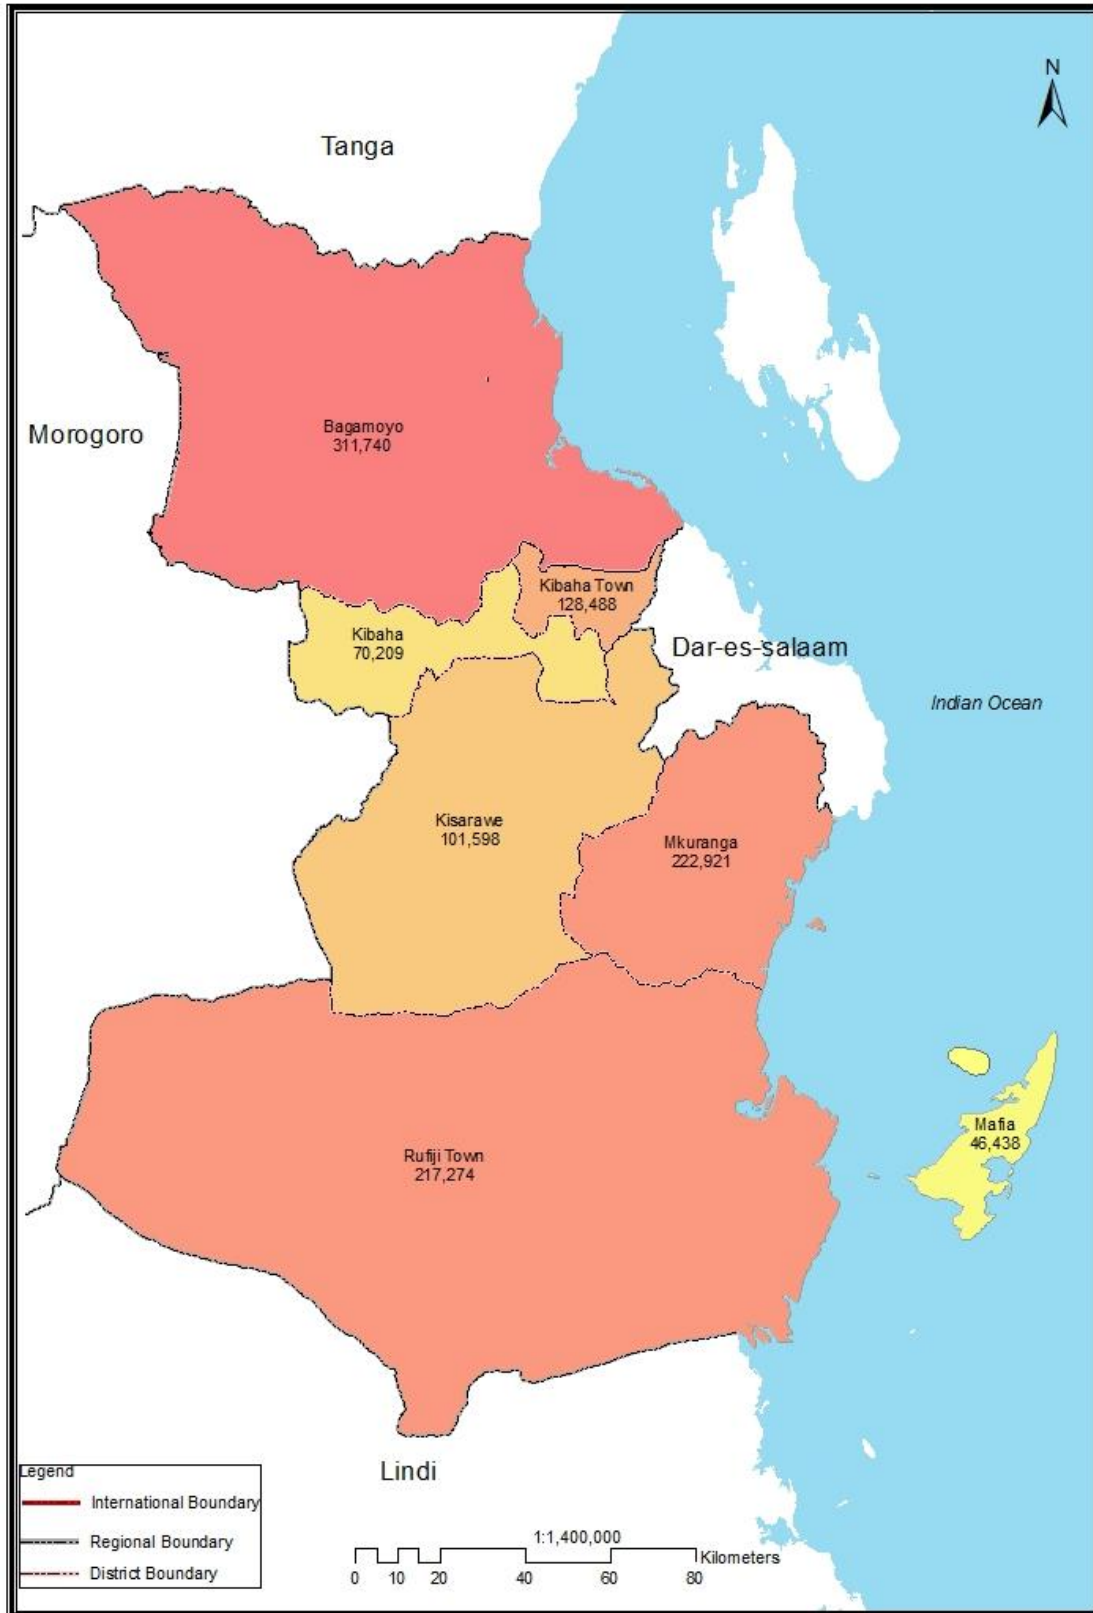 N
Tanga
Morogoro
Bagamoyo
311,740
Kibaha Town
128,488
Kibaha
70,209
Dar-es-salaam
Indian Ocean
Kisarawe
101,598
Mkuranga
222,921
Mafia
46,438
Rufiji Town
217,274
Lindi
Legend
International Boundary
Regional Boundary
District Boundary
1:1,400,000
Kilometers
0 10 20 40 60 80